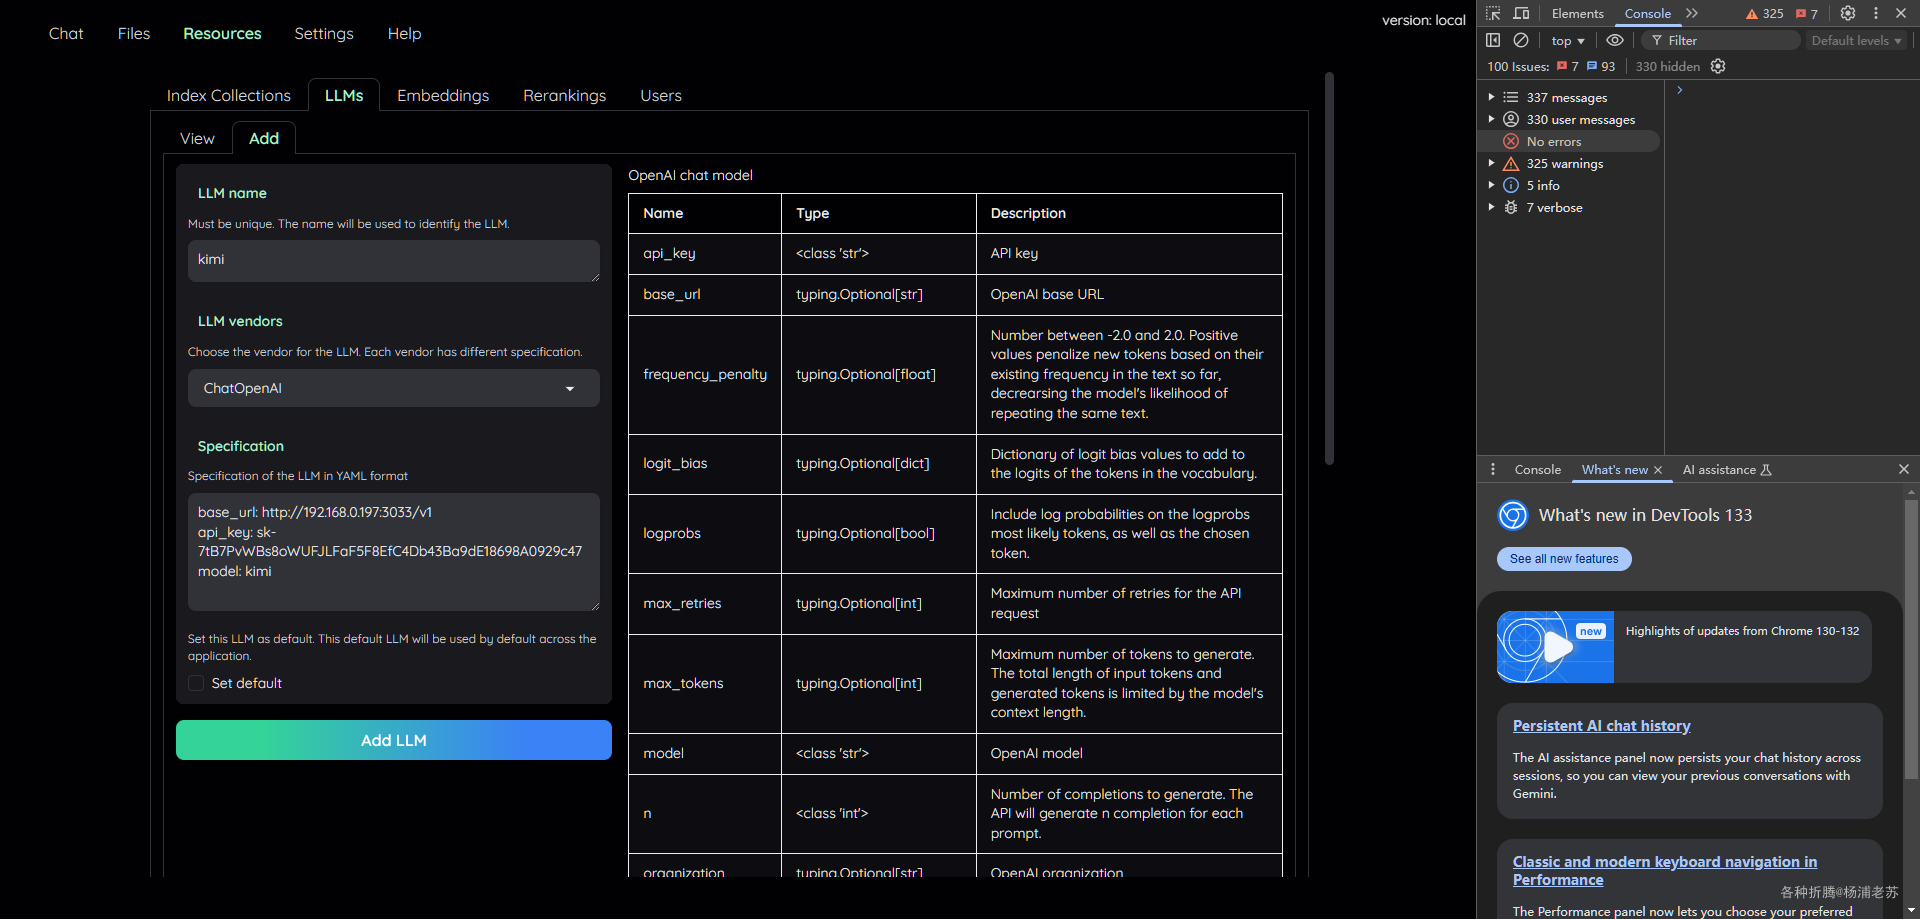 Chat Files Resources Settings Help
version: local
Index Collections LLMs Embeddings Rerankings Users
View Add
LLM name
Must be unique. The name will be used to identify the LLM.
kimi
LLM vendors
Choose the vendor for the LLM. Each vendor has different specification.
ChatOpenAI
Specification
Specification of the LLM in YAML format
base_url: http://192.168.0.197:3033/v1
api_key: sk-
7tB7PvWBs8oWUFJLFaF5F8EfC4Db43Ba9dE18698A0929c47
model: kimi
Set this LLM as default. This default LLM will be used by default across the
application.
Set default
Add LLM
OpenAI chat model
Name Type Description
api_key <class 'str'> API key
base_url typing.Optional[str] OpenAI base URL
frequency_penalty typing.Optional[float]
Number between -2.0 and 2.0. Positive
values penalize new tokens based on their
existing frequency in the text so far,
decrearsing the model's likelihood of
repeating the same text.
logit_bias typing.Optional[dict]
Dictionary of logit bias values to add to
the logits of the tokens in the vocabulary.
logprobs typing.Optional[bool]
Include log probabilities on the logprobs
most likely tokens, as well as the chosen
token.
max_retries typing.Optional[int]
Maximum number of retries for the API
request
max_tokens typing.Optional[int]
Maximum number of tokens to generate.
The total length of input tokens and
generated tokens is limited by the model's
context length.
model <class 'str'> OpenAI model
n <class 'int'>
Number of completions to generate. The
API will generate n completion for each
prompt.
organization typing.Optional[str] OpenAI organization
Elements Console 325 7
top Filter Default levels
100 Issues: 7 93 330 hidden
337 messages
330 user messages
No errors
325 warnings
5 info
7 verbose
Console What's new AI assistance
What's new in DevTools 133
See all new features
new
Highlights of updates from Chrome 130-132
Persistent AI chat history
The AI assistance panel now persists your chat history across
sessions, so you can view your previous conversations with
Gemini.
Classic and modern keyboard navigation in
Performance
The Performance panel now lets you choose your preferred
各种折腾@杨浦老苏